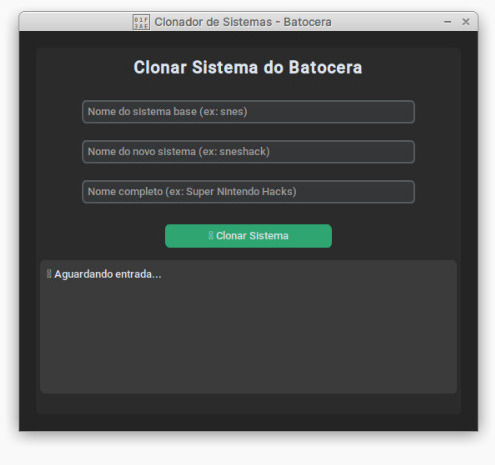 Clonador de Sistemas - Batocera
Clonar Sistema do Batocera
Nome do sistema base (ex: snes)
Nome do novo sistema (ex: sneshack)
Nome completo (ex: Super Nintendo Hacks)
Clonar Sistema
Aguardando entrada...